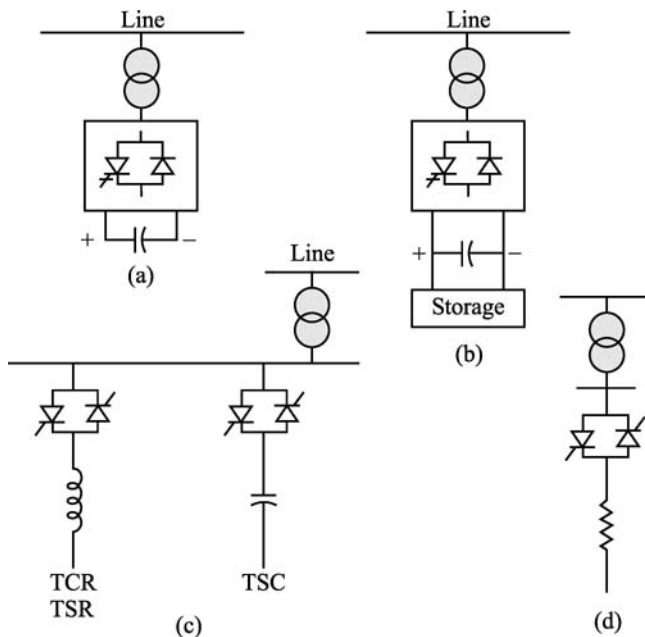 Line
+ −
(a)
Line
+ −
Storage
(b)
Line
TCR
TSR
TSC
(c)
(d)